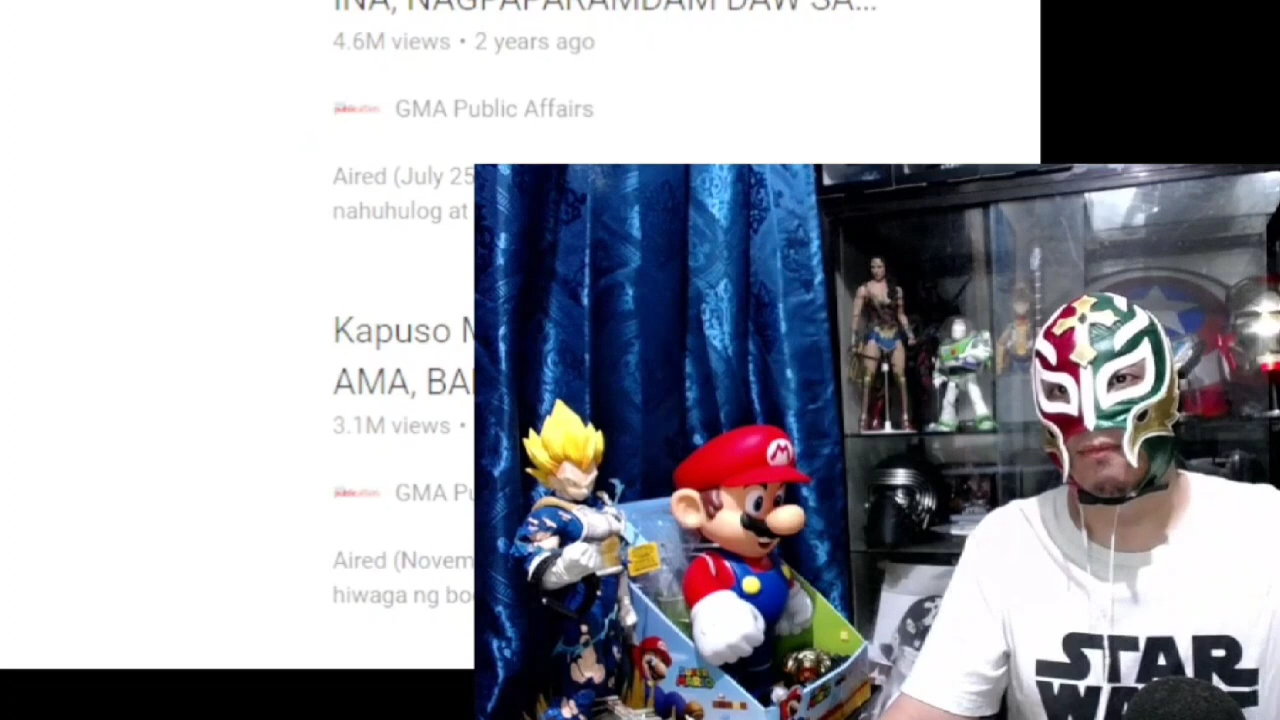 INA, NAGPAPARAMDAM DAW SA...
4.6M views • 2 years ago
GMA Public Affairs
Aired (July 25
nahuhulog at
Kapuso M
AMA, BA
3.1M views •
GMA Pu
Aired (Novem
hiwaga ng bo
M
STAR